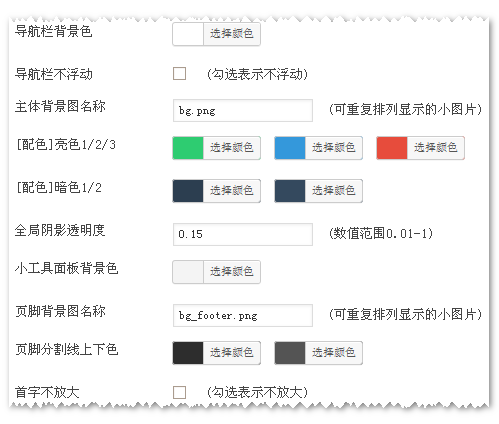 导航栏背景色 选择颜色
导航栏不浮动 (勾选表示不浮动)
主体背景图名称 bg.png (可重复排列显示的小图片)
[配色]亮色1/2/3 选择颜色 选择颜色 选择颜色
[配色]暗色1/2 选择颜色 选择颜色
全局阴影透明度 0.15 (数值范围0.01-1)
小工具面板背景色 选择颜色
页脚背景图名称 bg_footer.png (可重复排列显示的小图片)
页脚分割线上下色 选择颜色 选择颜色
首字不放大 (勾选表示不放大)